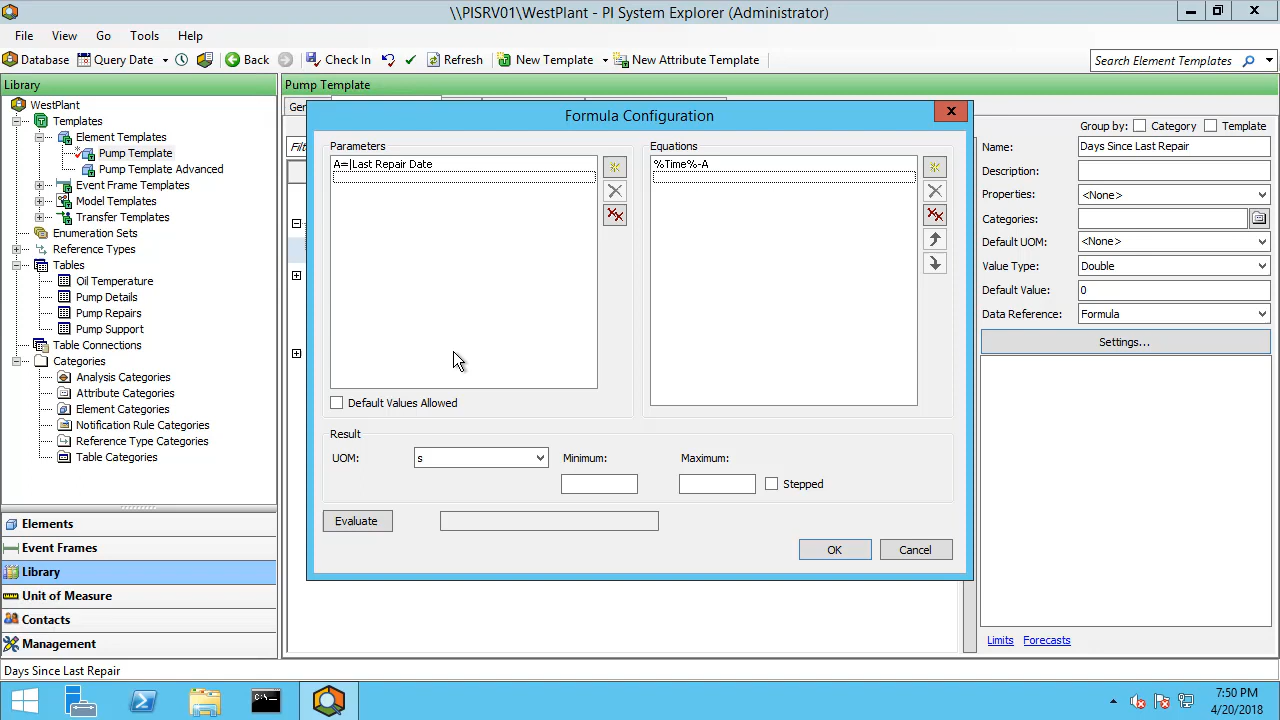 \\PISRV01\WestPlant - PI System Explorer (Administrator)
File View Go Tools Help
Database Query Date Back Check In Refresh New Template New Attribute Template Search Element Templates
Library
WestPlant
Templates
Element Templates
Pump Template
Pump Template Advanced
Event Frame Templates
Model Templates
Transfer Templates
Enumeration Sets
Reference Types
Tables
Oil Temperature
Pump Details
Pump Repairs
Pump Support
Table Connections
Categories
Analysis Categories
Attribute Categories
Element Categories
Notification Rule Categories
Reference Type Categories
Table Categories
Elements
Event Frames
Library
Unit of Measure
Contacts
Management
Pump Template
Formula Configuration
Parameters
A=|Last Repair Date
Default Values Allowed
Equations
%Time%-A
Result
UOM: s
Minimum:
Maximum:
Stepped
Evaluate
OK Cancel
Group by: Category Template
Name: Days Since Last Repair
Description:
Properties: <None>
Categories:
Default UOM: <None>
Value Type: Double
Default Value: 0
Data Reference: Formula
Settings...
Limits Forecasts
Days Since Last Repair
7:50 PM
4/20/2018